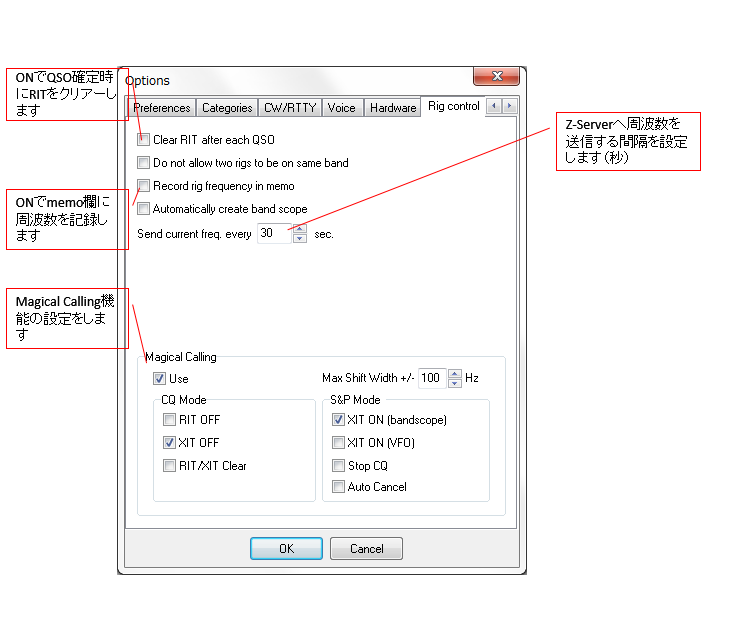 ONでQSO確定時
にRITをクリアーし
ます
Options
Preferences Categories CW/RTTY Voice Hardware Rig control
Clear RIT after each QSO
Do not allow two rigs to be on same band
Record rig frequency in memo
Automatically create band scope
Send current freq. every 30 sec.
Z-Serverへ周波数を
送信する間隔を設定
します(秒)
ONでmemo欄に
周波数を記録し
ます
Magical Calling機
能の設定をしま
す
Magical Calling
Use
Max Shift Width +/- 100 Hz
CQ Mode
RIT OFF
XIT OFF
RIT/XIT Clear
S&P Mode
XIT ON (bandscope)
XIT ON (VFO)
Stop CQ
Auto Cancel
OK Cancel